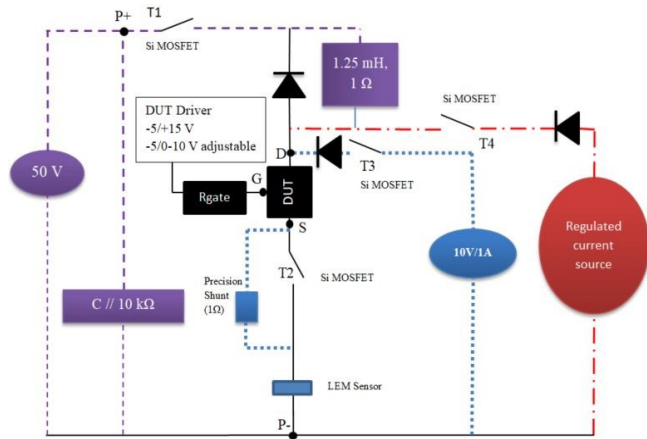 P+
T1
Si MOSFET
1.25 mH,
1 Ω
DUT Driver
-5/+15 V
-5/0-10 V adjustable
Si MOSFET
T4
D
T3
Si MOSFET
50 V
G
Rgate
DUT
S
Regulated
current
source
10V/1A
T2
Si MOSFET
Precision
Shunt
(1Ω)
C // 10 kΩ
LEM Sensor
P-